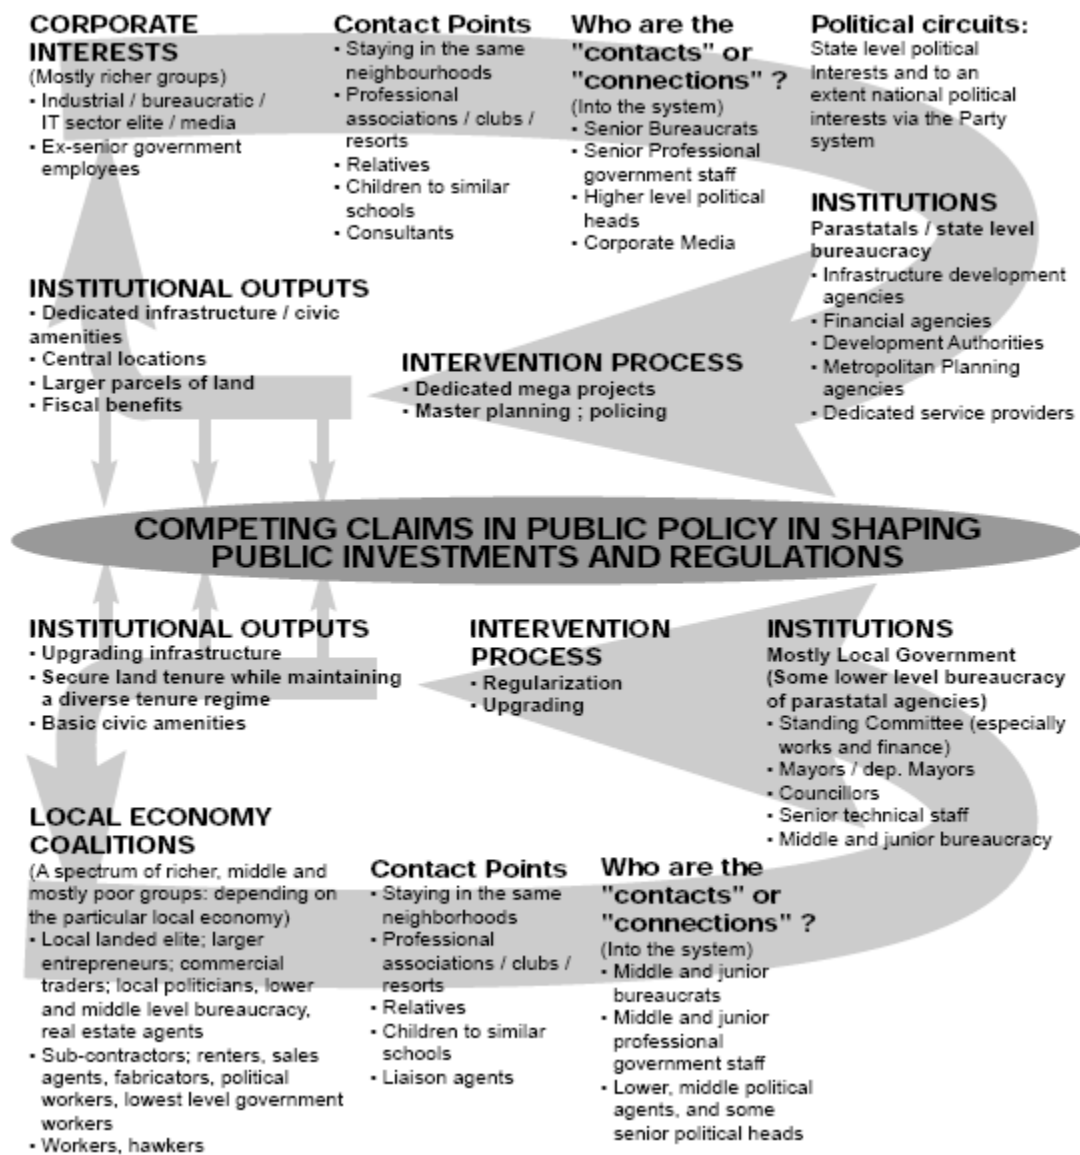 CORPORATE
INTERESTS
(Mostly richer groups)
• Industrial / bureaucratic /
IT sector elite / media
• Ex-senior government
employees
Contact Points
• Staying in the same
neighbourhoods
• Professional
associations / clubs /
resorts
• Relatives
• Children to similar
schools
• Consultants
Who are the
"contacts" or
"connections" ?
(Into the system)
• Senior Bureaucrats
• Senior Professional
government staff
• Higher level political
heads
• Corporate Media
Political circuits:
State level political
Interests and to an
extent national political
interests via the Party
system
INSTITUTIONS
Parastatals / state level
bureaucracy
• Infrastructure development
agencies
• Financial agencies
• Development Authorities
• Metropolitan Planning
agencies
• Dedicated service providers
INSTITUTIONAL OUTPUTS
• Dedicated infrastructure / civic
amenities
• Central locations
• Larger parcels of land
• Fiscal benefits
INTERVENTION PROCESS
• Dedicated mega projects
• Master planning ; policing
COMPETING CLAIMS IN PUBLIC POLICY IN SHAPING
PUBLIC INVESTMENTS AND REGULATIONS
INSTITUTIONAL OUTPUTS
• Upgrading infrastructure
• Secure land tenure while maintaining
a diverse tenure regime
• Basic civic amenities
INTERVENTION
PROCESS
• Regularization
• Upgrading
INSTITUTIONS
Mostly Local Government
(Some lower level bureaucracy
of parastatal agencies)
• Standing Committee (especially
works and finance)
• Mayors / dep. Mayors
• Councillors
• Senior technical staff
• Middle and junior bureaucracy
LOCAL ECONOMY
COALITIONS
(A spectrum of richer, middle and
mostly poor groups: depending on
the particular local economy)
• Local landed elite; larger
entrepreneurs; commercial
traders; local politicians, lower
and middle level bureaucracy,
real estate agents
• Sub-contractors; renters, sales
agents, fabricators, political
workers, lowest level government
workers
• Workers, hawkers
Contact Points
• Staying in the same
neighborhoods
• Professional
associations / clubs /
resorts
• Relatives
• Children to similar
schools
• Liaison agents
Who are the
"contacts" or
"connections" ?
(Into the system)
• Middle and junior
bureaucrats
• Middle and junior
professional
government staff
• Lower, middle political
agents, and some
senior political heads